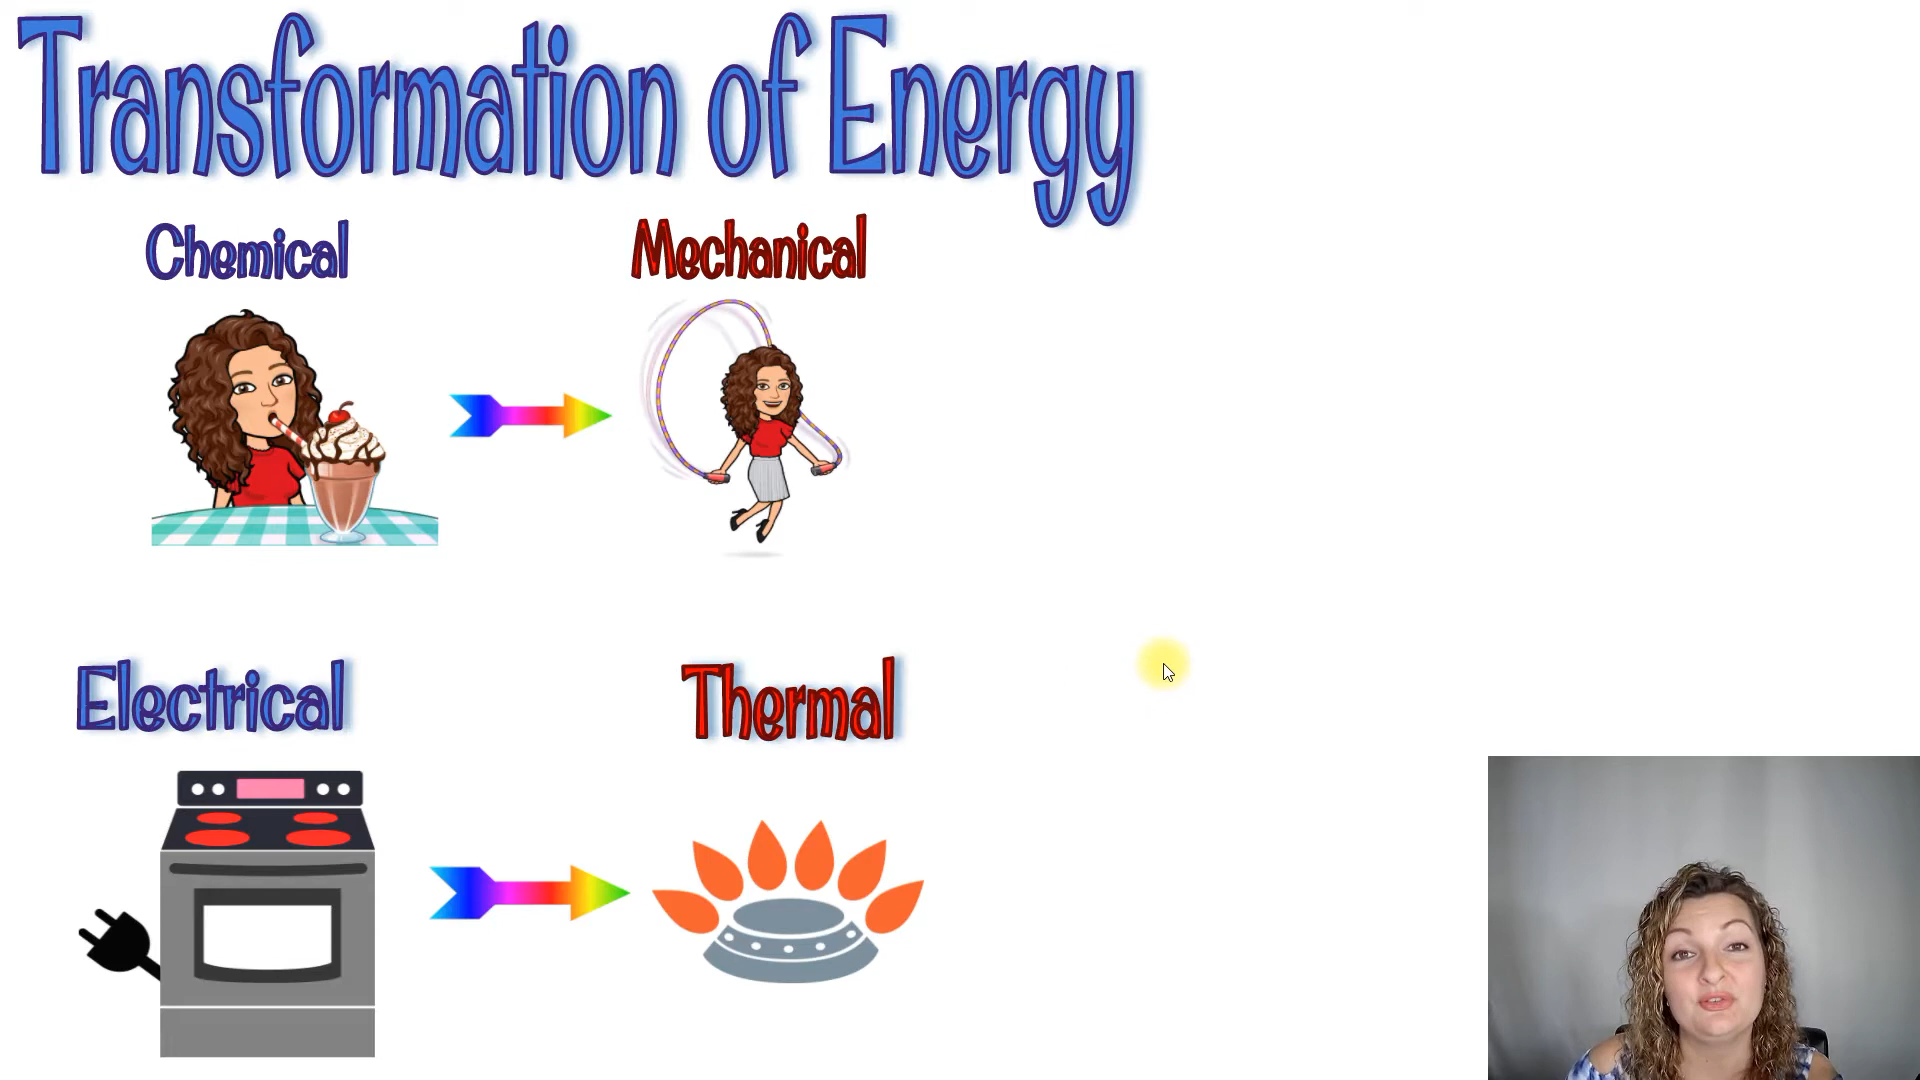 Transformation of Energy
Chemical
Mechanical
Electrical
Thermal